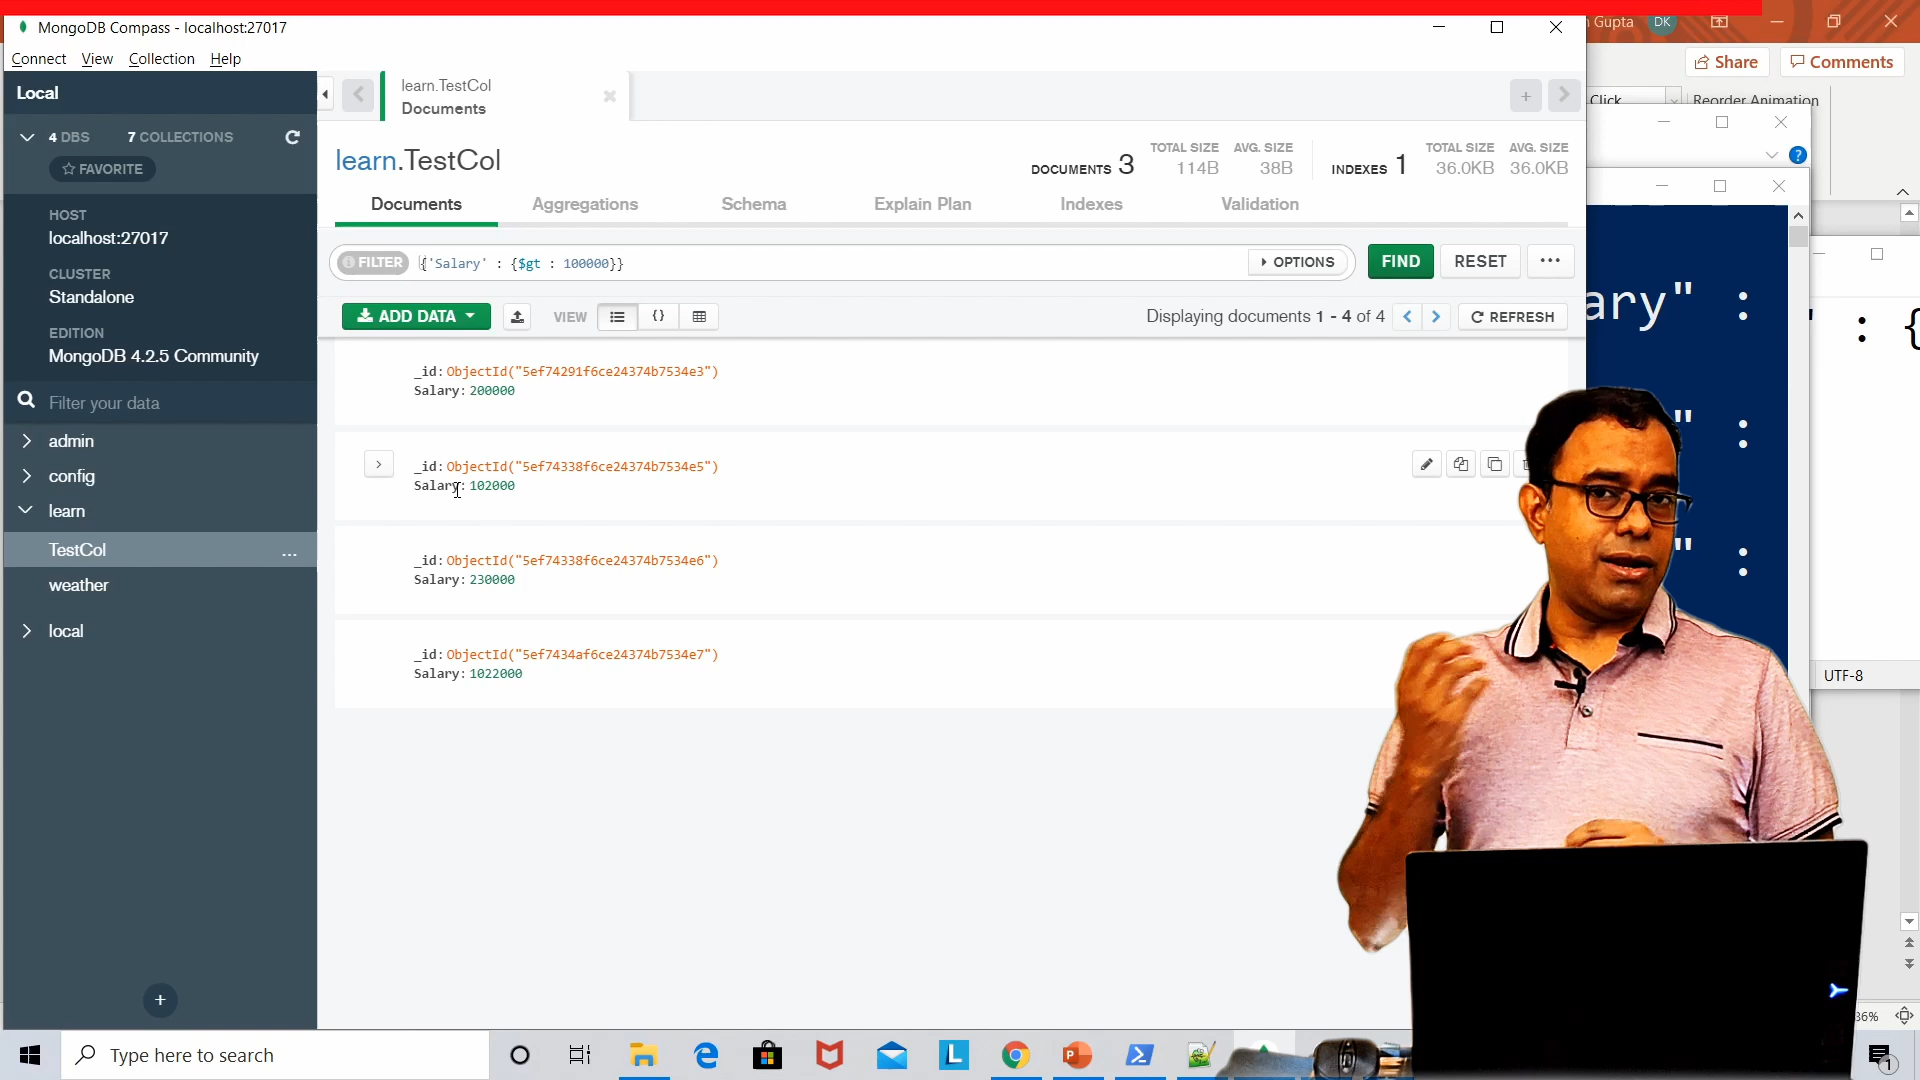 MongoDB Compass - localhost:27017
Gupta DK
Connect View Collection Help
Share Comments
Local
learn.TestCol
Documents
Click Reorder Animation
4 DBS 7 COLLECTIONS
FAVORITE
learn.TestCol
DOCUMENTS 3 TOTAL SIZE 114B AVG. SIZE 38B INDEXES 1 TOTAL SIZE 36.0KB AVG. SIZE 36.0KB
Documents Aggregations Schema Explain Plan Indexes Validation
HOST
localhost:27017
CLUSTER
Standalone
EDITION
MongoDB 4.2.5 Community
FILTER {'Salary' : {$gt : 100000}} OPTIONS FIND RESET ...
ADD DATA VIEW {} Displaying documents 1 - 4 of 4 REFRESH
ary" :
" : {
" :
" :
Filter your data
admin
config
learn
TestCol ...
weather
local
_id: ObjectId("5ef74291f6ce24374b7534e3")
Salary: 200000
_id: ObjectId("5ef74338f6ce24374b7534e5")
Salary: 102000
_id: ObjectId("5ef74338f6ce24374b7534e6")
Salary: 230000
_id: ObjectId("5ef7434af6ce24374b7534e7")
Salary: 1022000
UTF-8
36%
Type here to search
1